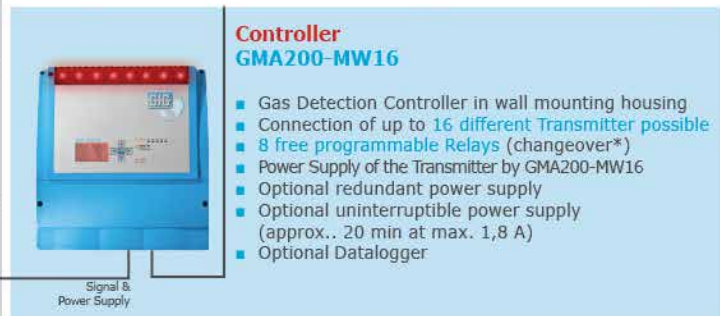 Controller
GMA200-MW16
Gas Detection Controller in wall mounting housing
Connection of up to 16 different Transmitter possible
8 free programmable Relays (changeover*)
Power Supply of the Transmitter by GMA200-MW16
Optional redundant power supply
Optional uninterruptible power supply
(approx.. 20 min at max. 1,8 A)
Optional Datalogger
GfG
Signal &
Power Supply